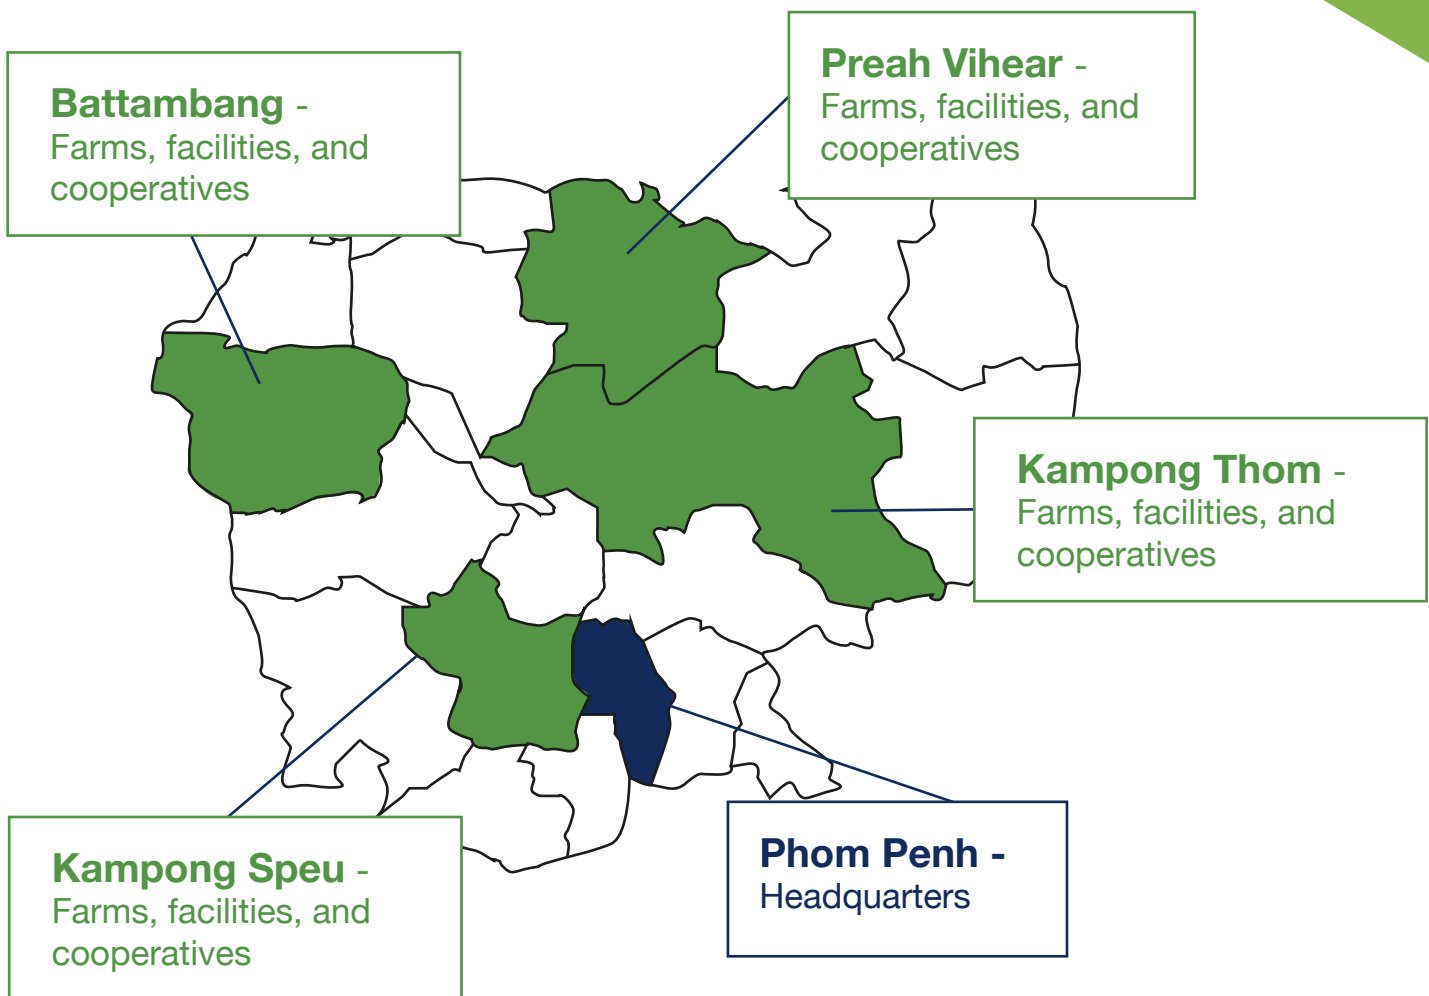 Battambang -
Farms, facilities, and
cooperatives
Preah Vihear -
Farms, facilities, and
cooperatives
Kampong Thom -
Farms, facilities, and
cooperatives
Kampong Speu -
Farms, facilities, and
cooperatives
Phom Penh -
Headquarters